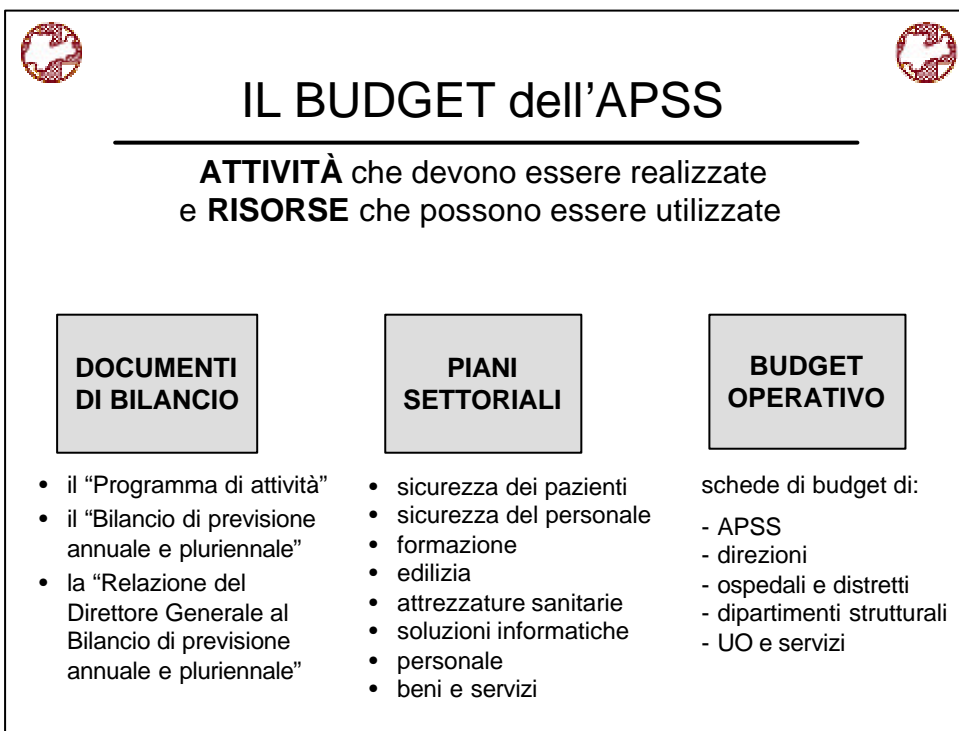 IL BUDGET dell'APSS
ATTIVITÀ che devono essere realizzate
e RISORSE che possono essere utilizzate
DOCUMENTI
DI BILANCIO
• il “Programma di attività”
• il “Bilancio di previsione
annuale e pluriennale”
• la “Relazione del
Direttore Generale al
Bilancio di previsione
annuale e pluriennale”
PIANI
SETTORIALI
• sicurezza dei pazienti
• sicurezza del personale
• formazione
• edilizia
• attrezzature sanitarie
• soluzioni informatiche
• personale
• beni e servizi
BUDGET
OPERATIVO
schede di budget di:
- APSS
- direzioni
- ospedali e distretti
- dipartimenti strutturali
- UO e servizi